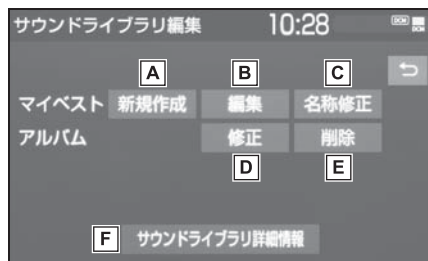 サウンドライブラリ編集 10:28 DCM
A B C
マイベスト 新規作成 編集 名称修正
アルバム 修正 削除
D E
F サウンドライブラリ詳細情報